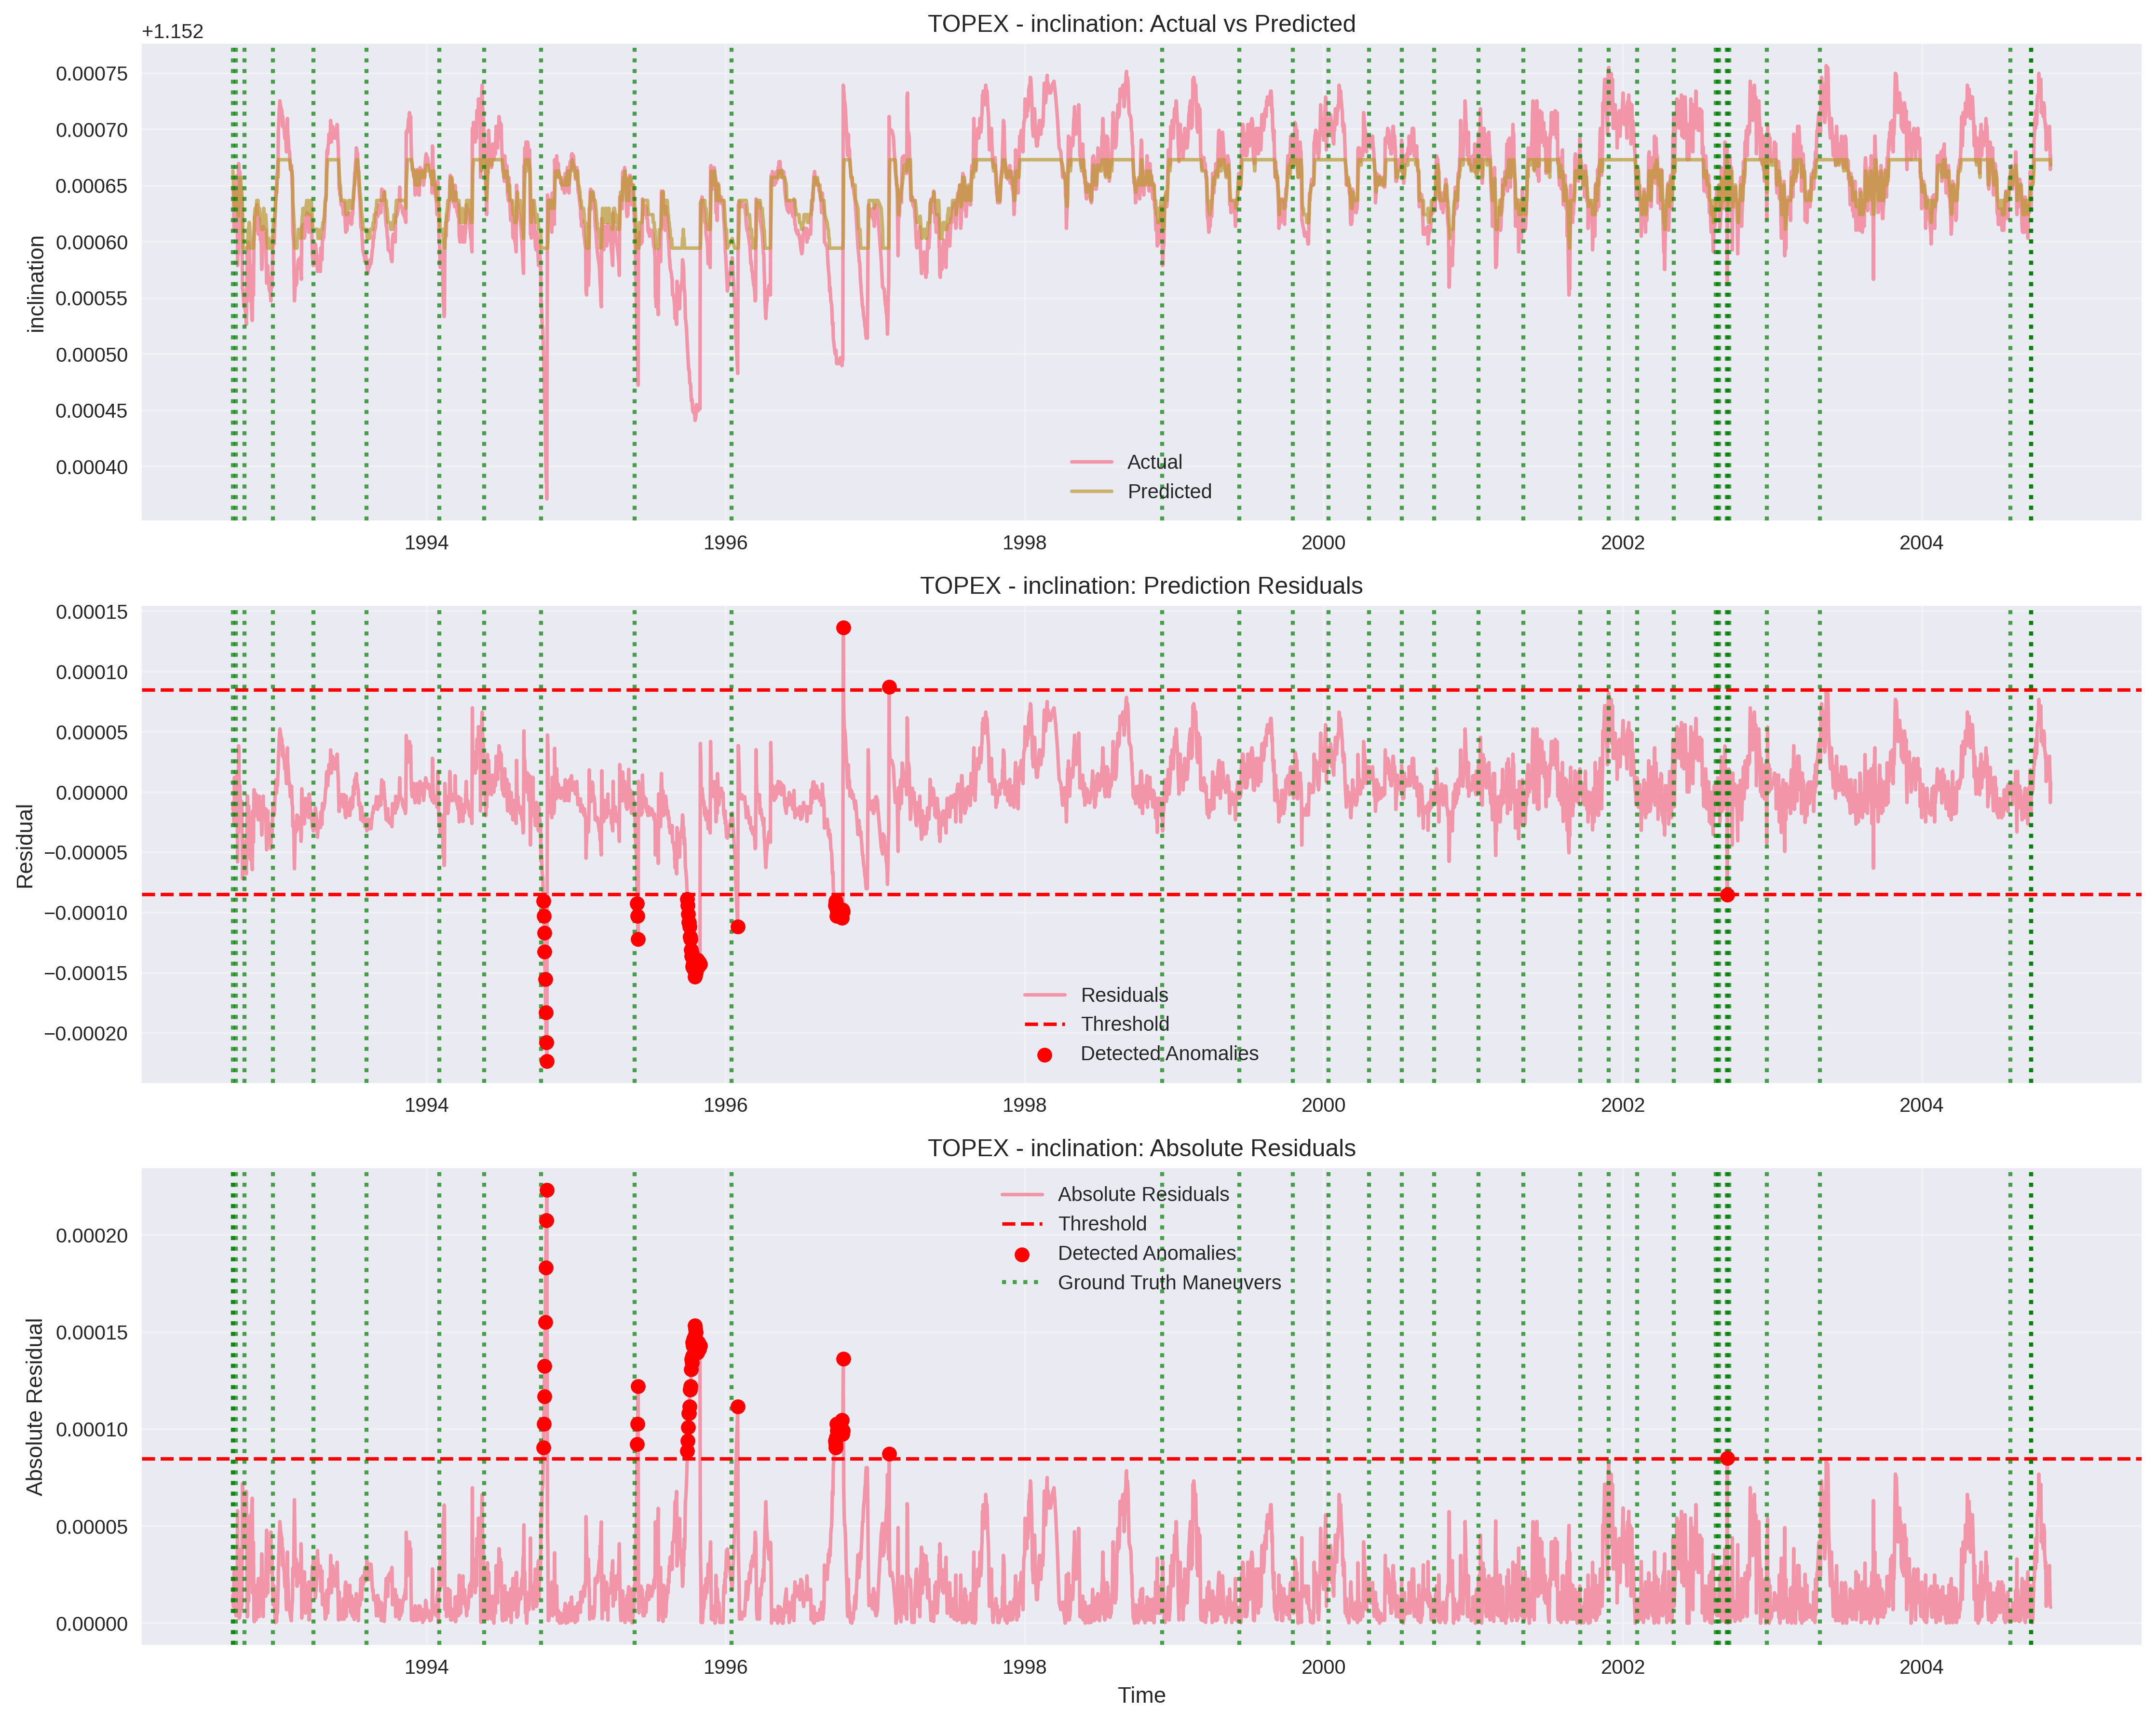 TOPEX - inclination: Actual vs Predicted
+1.152
0.00075
0.00070
0.00065
0.00060
0.00055
0.00050
0.00045
0.00040
inclination
Actual
Predicted
1994 1996 1998 2000 2002 2004
TOPEX - inclination: Prediction Residuals
0.00015
0.00010
0.00005
0.00000
−0.00005
−0.00010
−0.00015
−0.00020
Residual
Residuals
Threshold
Detected Anomalies
1994 1996 1998 2000 2002 2004
TOPEX - inclination: Absolute Residuals
0.00020
0.00015
0.00010
0.00005
0.00000
Absolute Residual
Absolute Residuals
Threshold
Detected Anomalies
Ground Truth Maneuvers
1994 1996 1998 2000 2002 2004
Time